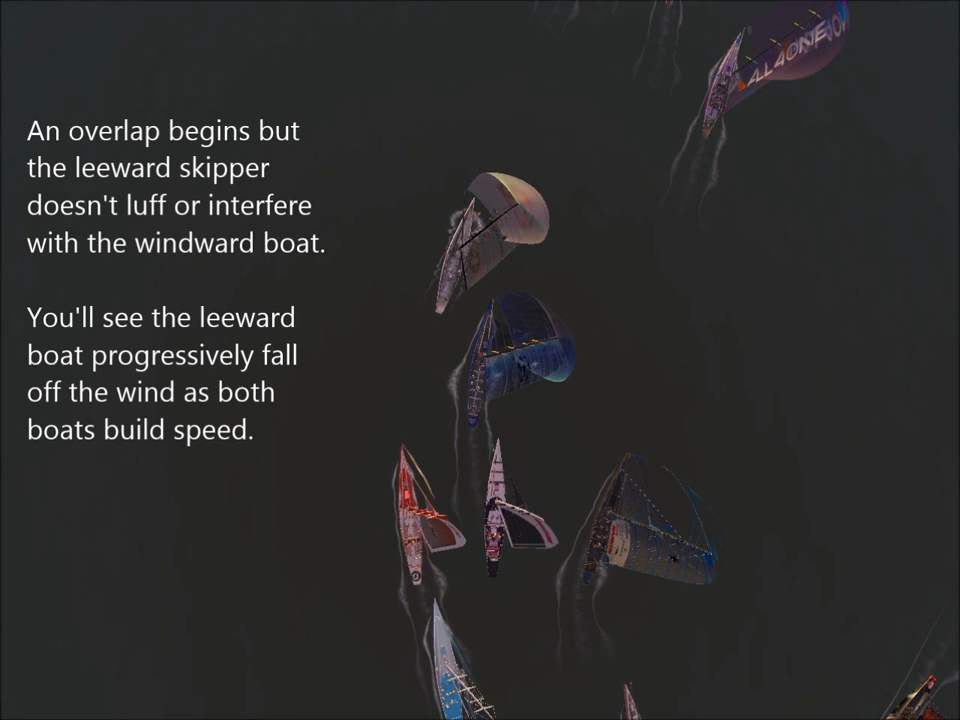 An overlap begins but
the leeward skipper
doesn't luff or interfere
with the windward boat.
You'll see the leeward
boat progressively fall
off the wind as both
boats build speed.
ALL4ONE